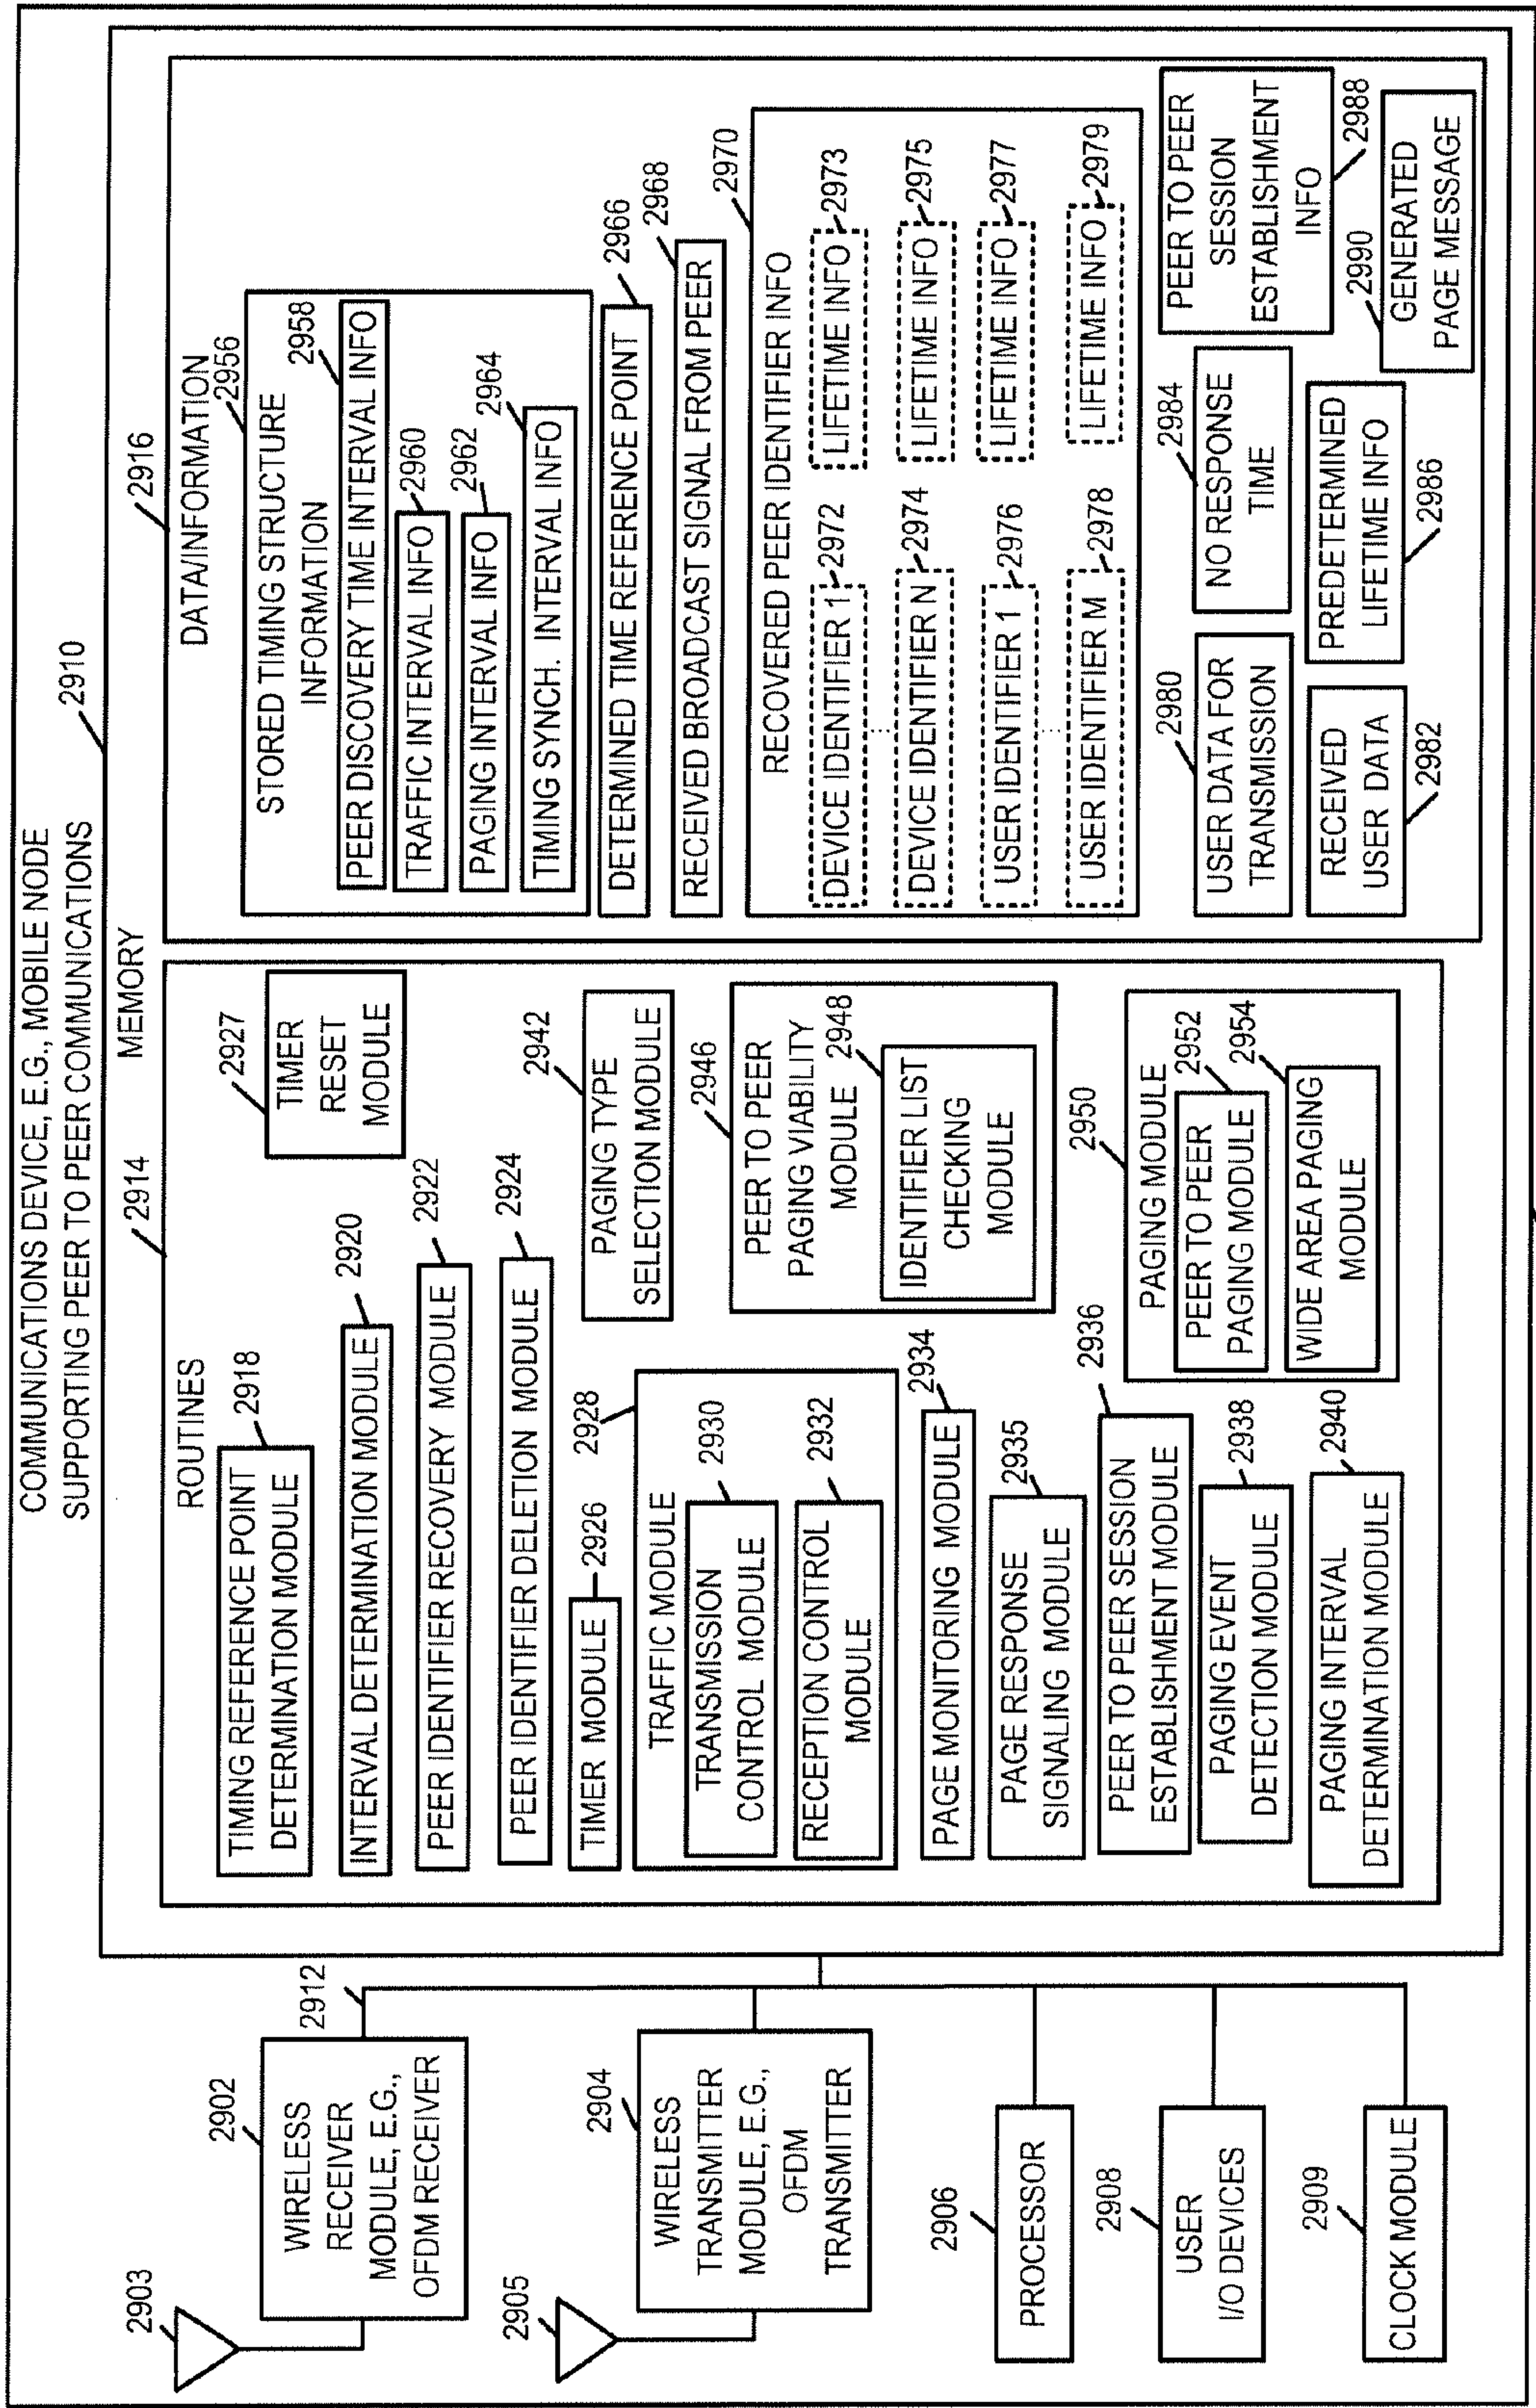 COMMUNICATIONS DEVICE, E.G., MOBILE NODE
SUPPORTING PEER TO PEER COMMUNICATIONS
2910
MEMORY
2903
2902
WIRELESS
RECEIVER
MODULE, E.G.,
OFDM RECEIVER
2912
2905
2904
WIRELESS
TRANSMITTER
MODULE, E.G.,
OFDM
TRANSMITTER
2906
PROCESSOR
2908
USER
I/O DEVICES
2909
CLOCK MODULE
2914
ROUTINES
2918
TIMING REFERENCE POINT
DETERMINATION MODULE
2920
INTERVAL DETERMINATION MODULE
2922
PEER IDENTIFIER RECOVERY MODULE
2924
PEER IDENTIFIER DELETION MODULE
TIMER MODULE
2926
2928
TRAFFIC MODULE
2930
TRANSMISSION
CONTROL MODULE
2932
RECEPTION CONTROL
MODULE
2934
PAGE MONITORING MODULE
2935
PAGE RESPONSE
SIGNALING MODULE
2936
PEER TO PEER SESSION
ESTABLISHMENT MODULE
2938
PAGING EVENT
DETECTION MODULE
2940
PAGING INTERVAL
DETERMINATION MODULE
2927
TIMER
RESET
MODULE
2942
PAGING TYPE
SELECTION MODULE
2946
PEER TO PEER
PAGING VIABILITY
MODULE
2948
IDENTIFIER LIST
CHECKING
MODULE
2950
PAGING MODULE
2952
PEER TO PEER
PAGING MODULE
2954
WIDE AREA PAGING
MODULE
2916
DATA/INFORMATION
2956
STORED TIMING STRUCTURE
INFORMATION
2958
PEER DISCOVERY TIME INTERVAL INFO
TRAFFIC INTERVAL INFO
2960
PAGING INTERVAL INFO
2962
2964
TIMING SYNCH. INTERVAL INFO
2966
DETERMINED TIME REFERENCE POINT
2968
RECEIVED BROADCAST SIGNAL FROM PEER
2970
RECOVERED PEER IDENTIFIER INFO
DEVICE IDENTIFIER 1
2972
LIFETIME INFO
2973
...
DEVICE IDENTIFIER N
2974
LIFETIME INFO
2975
USER IDENTIFIER 1
2976
LIFETIME INFO
2977
...
USER IDENTIFIER M
2978
LIFETIME INFO
2979
2980
USER DATA FOR
TRANSMISSION
RECEIVED
USER DATA
2982
2984
NO RESPONSE
TIME
PREDETERMINED
LIFETIME INFO
2986
PEER TO PEER
SESSION
ESTABLISHMENT
INFO
2988
2990
GENERATED
PAGE MESSAGE